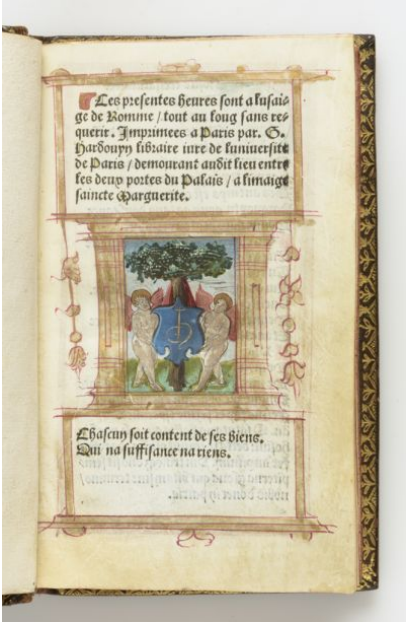 Ces presentes heures sont a lusai-
ge de Romme / tout au long sans re-
querir. Imprimees a Paris par. G.
Hardouyn libraire iure de luniuersite
de Paris / demourant audit lieu entre
les deux portes du Palais / a limaige
saincte Marguerite.
Chascun soit content de ses biens.
Qui na suffisance na riens.